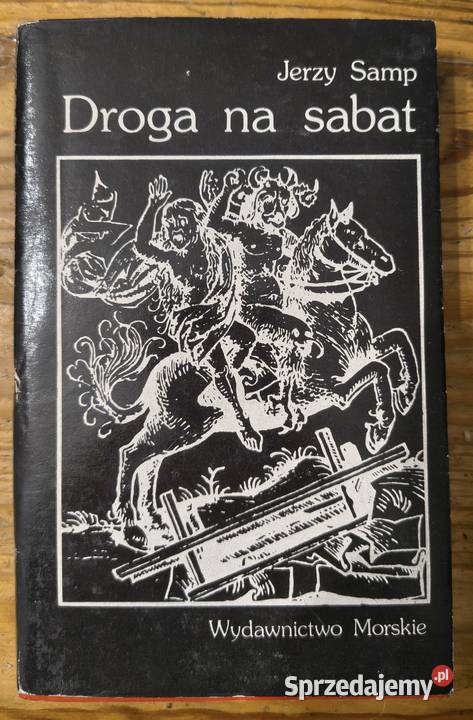 Jerzy Samp
Droga na sabat
Wydawnictwo Morskie
Sprzedajemy.pl